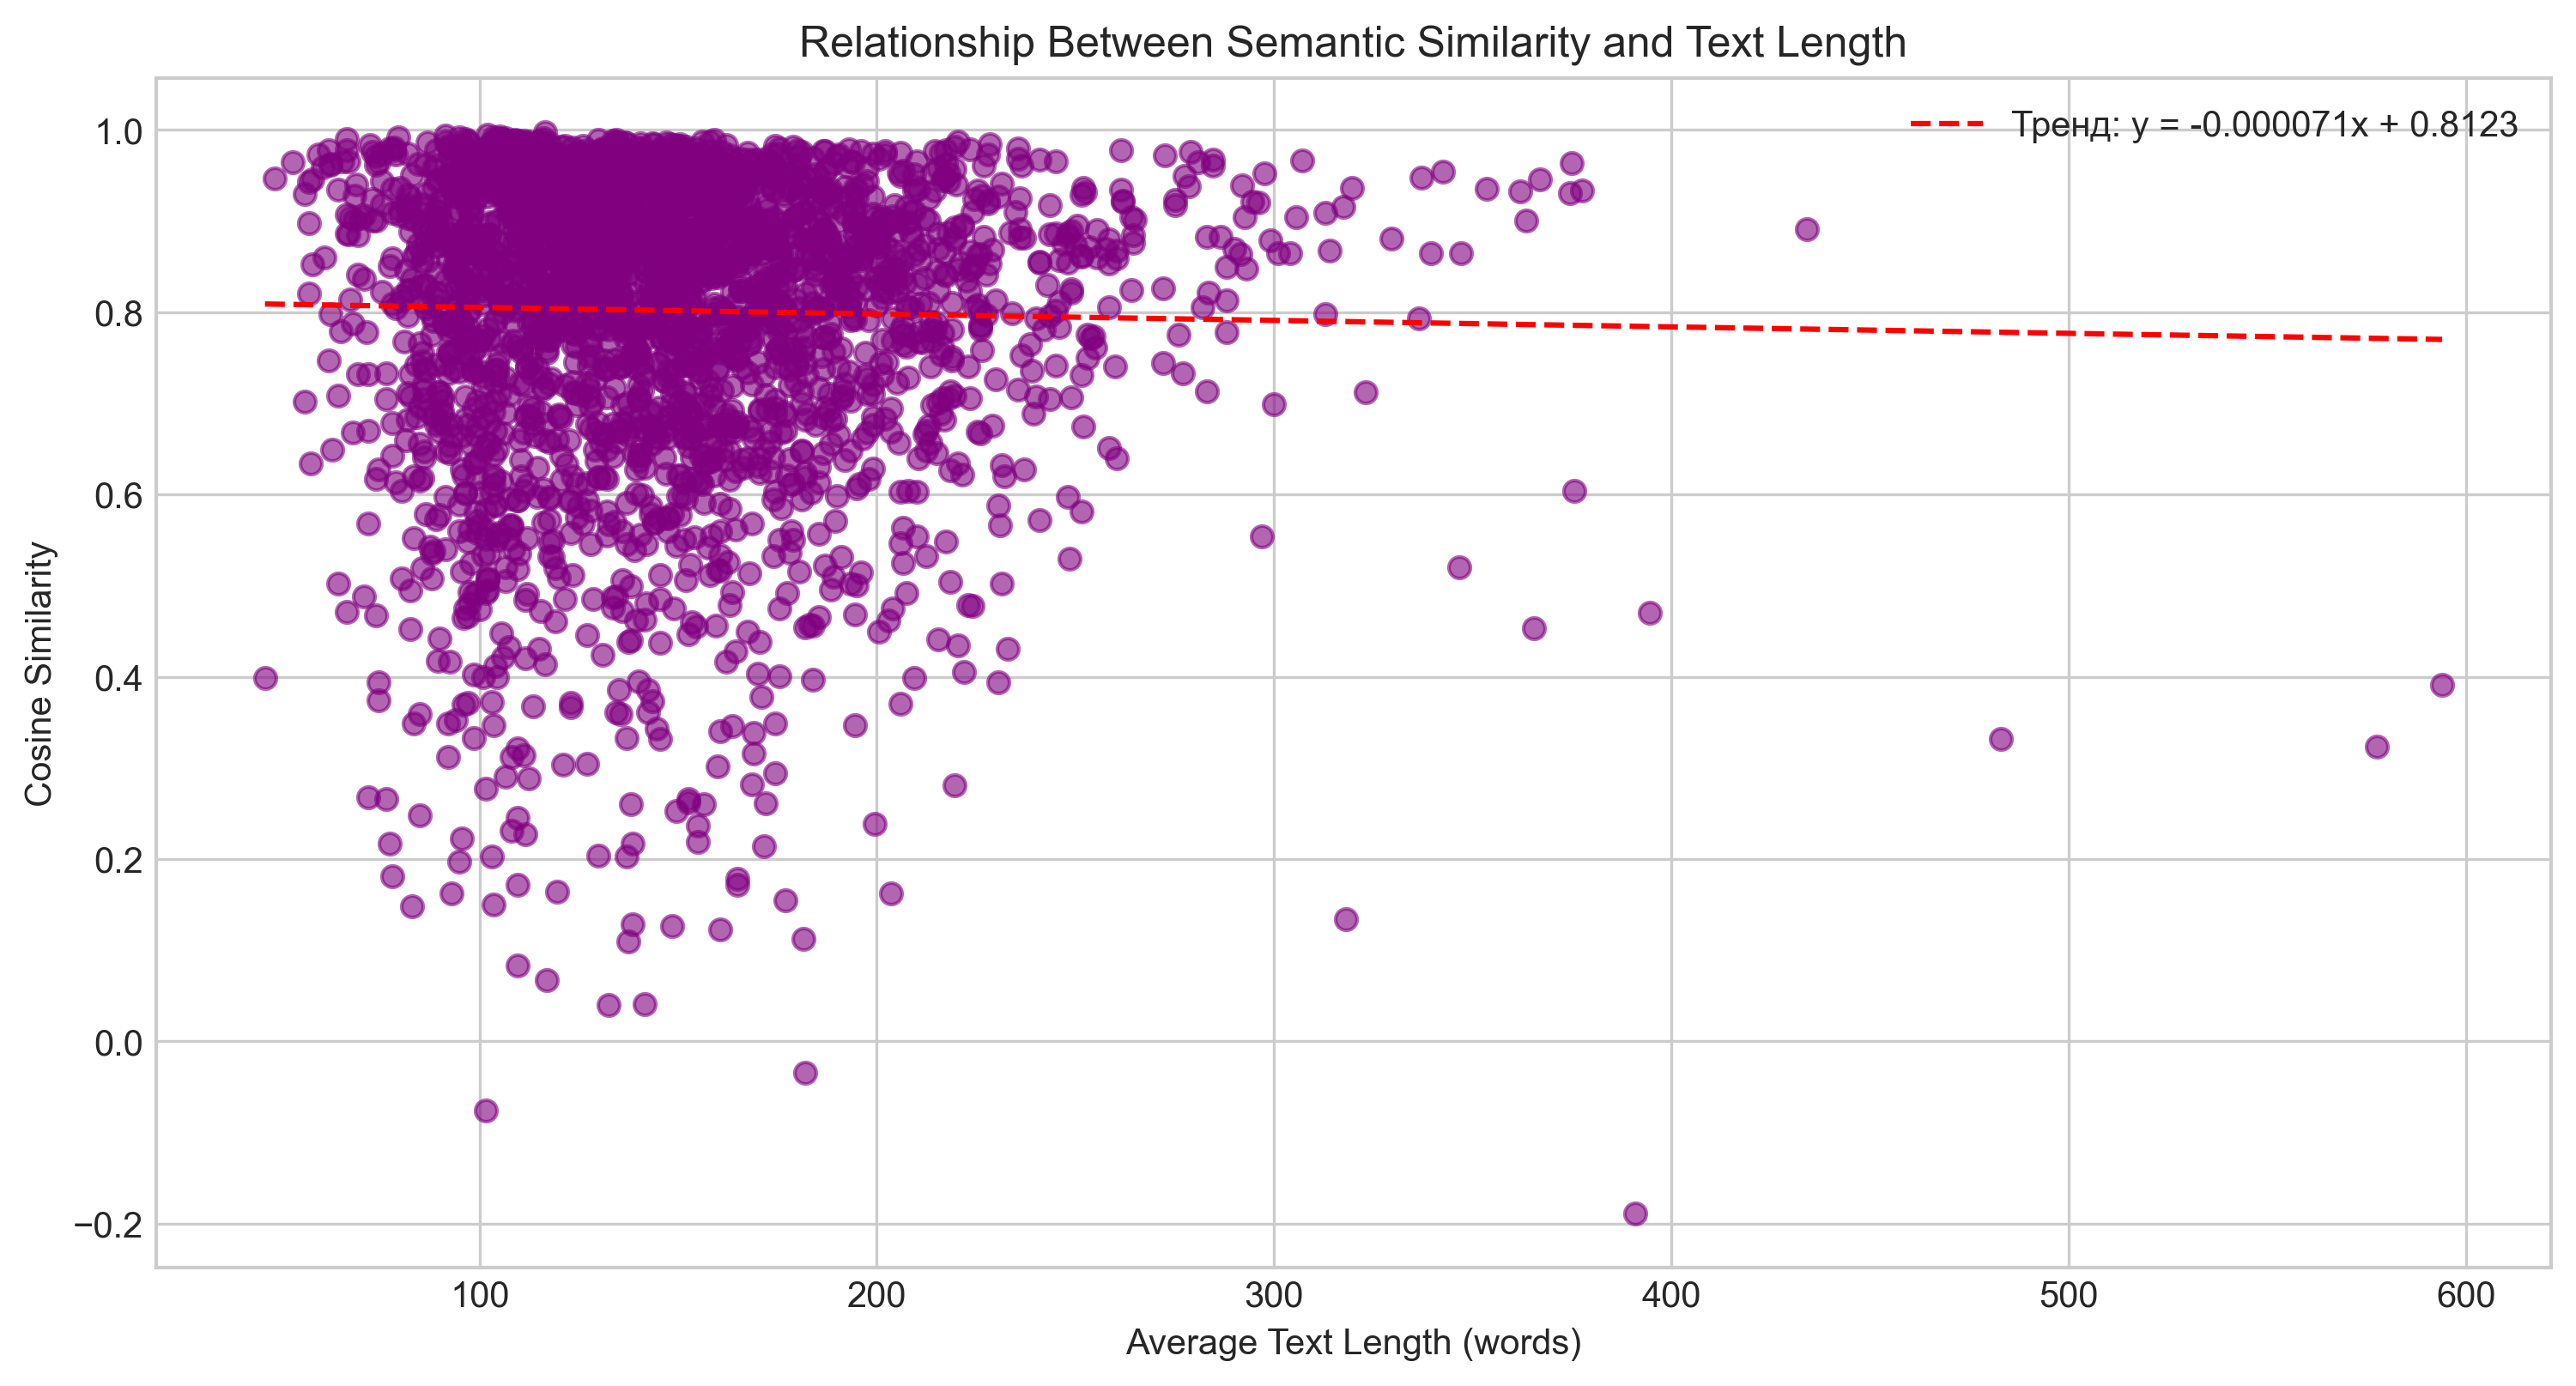 Relationship Between Semantic Similarity and Text Length
Тренд: y = -0.000071x + 0.8123
1.0
0.8
0.6
0.4
0.2
0.0
−0.2
Cosine Similarity
100 200 300 400 500 600
Average Text Length (words)